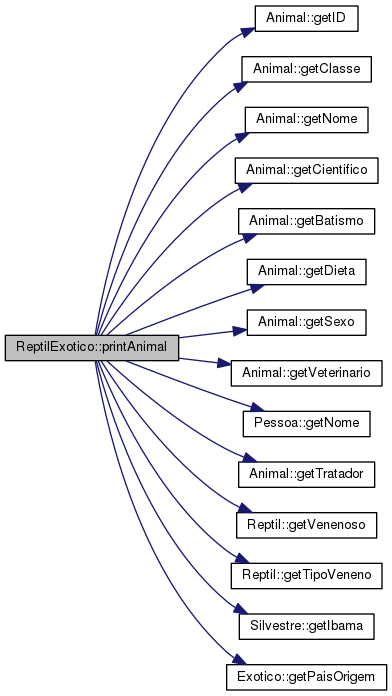 Animal::getID
Animal::getClasse
Animal::getNome
Animal::getCientifico
Animal::getBatismo
Animal::getDieta
Animal::getSexo
ReptilExotico::printAnimal
Animal::getVeterinario
Pessoa::getNome
Animal::getTratador
Reptil::getVenenoso
Reptil::getTipoVeneno
Silvestre::getIbama
Exotico::getPaisOrigem